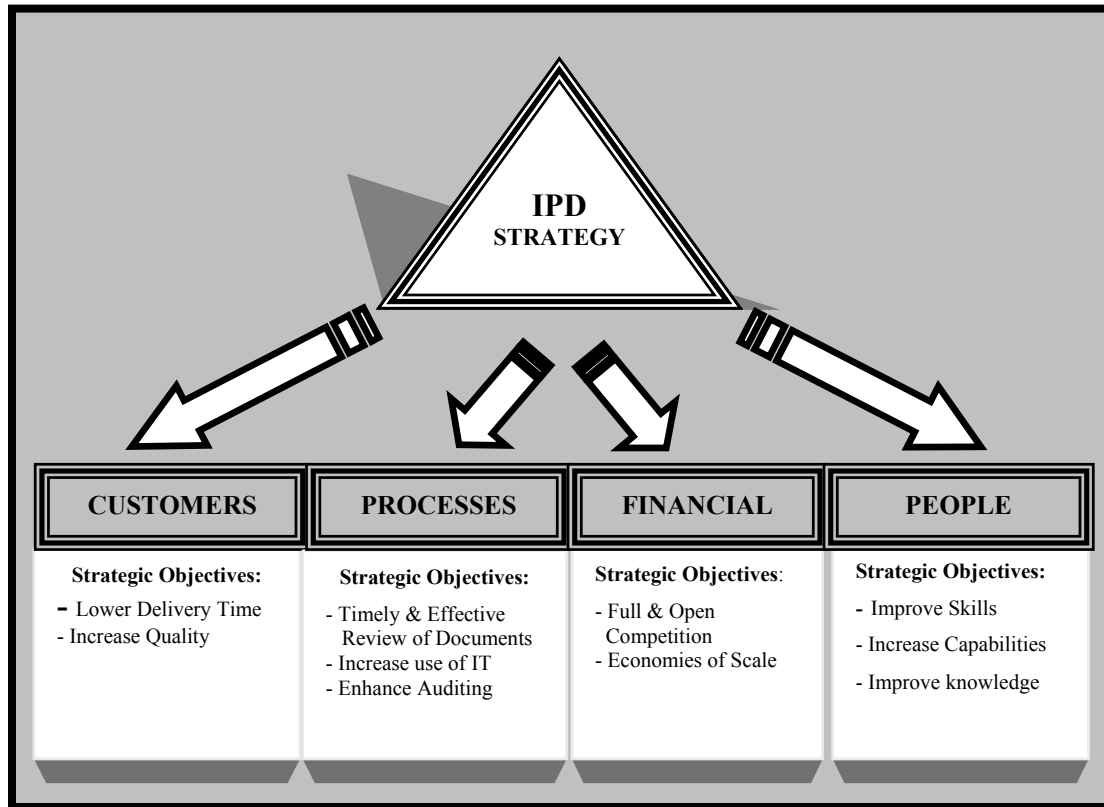 IPD
STRATEGY
CUSTOMERS
Strategic Objectives:
- Lower Delivery Time
- Increase Quality
PROCESSES
Strategic Objectives:
- Timely & Effective
Review of Documents
- Increase use of IT
- Enhance Auditing
FINANCIAL
Strategic Objectives:
- Full & Open
Competition
- Economies of Scale
PEOPLE
Strategic Objectives:
- Improve Skills
- Increase Capabilities
- Improve knowledge